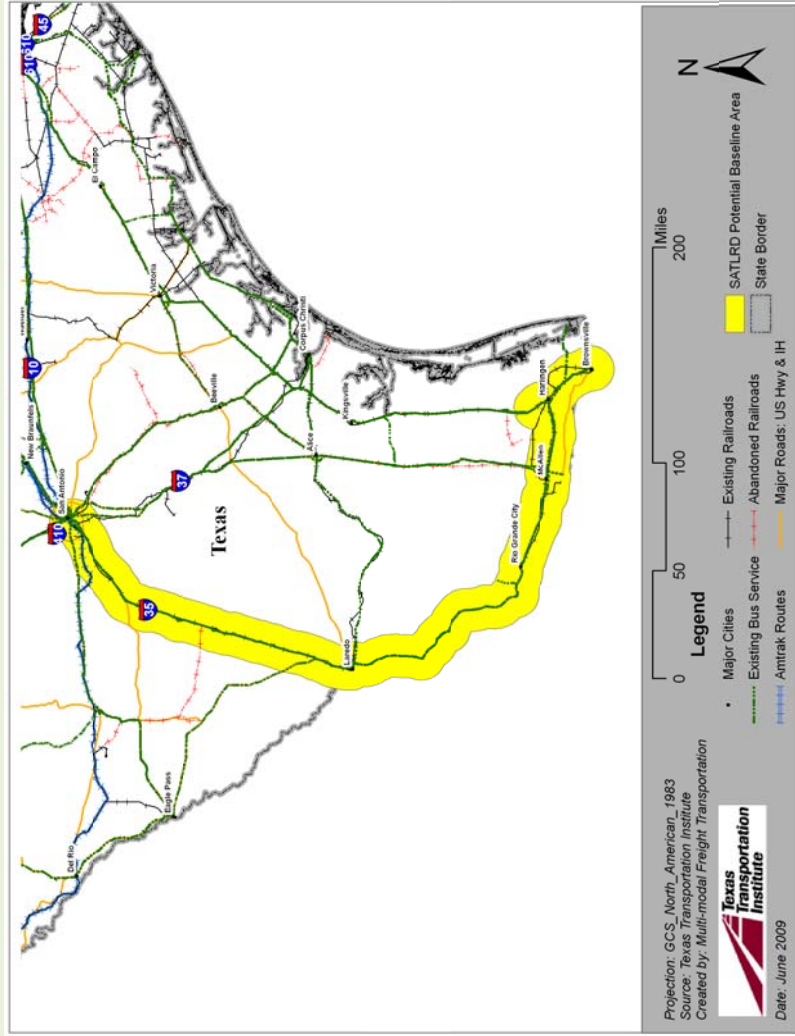 45
610
610
10
El Campo
New Braunfels
San Antonio
410
Victoria
37
Beeville
Texas
35
Del Rio
Eagle Pass
Corpus Christi
Alice
Kingsville
Laredo
Rio Grande City
McAllen
Harlingen
Brownsville
Projection: GCS_North_American_1983
Source: Texas Transportation Institute
Created by: Multi-modal Freight Transportation
Texas
Transportation
Institute
Date: June 2009
0
50
100
200
Miles
Legend
Major Cities
Existing Bus Service
Amtrak Routes
Existing Railroads
Abandoned Railroads
Major Roads: US Hwy & IH
SATLRD Potential Baseline Area
State Border
N